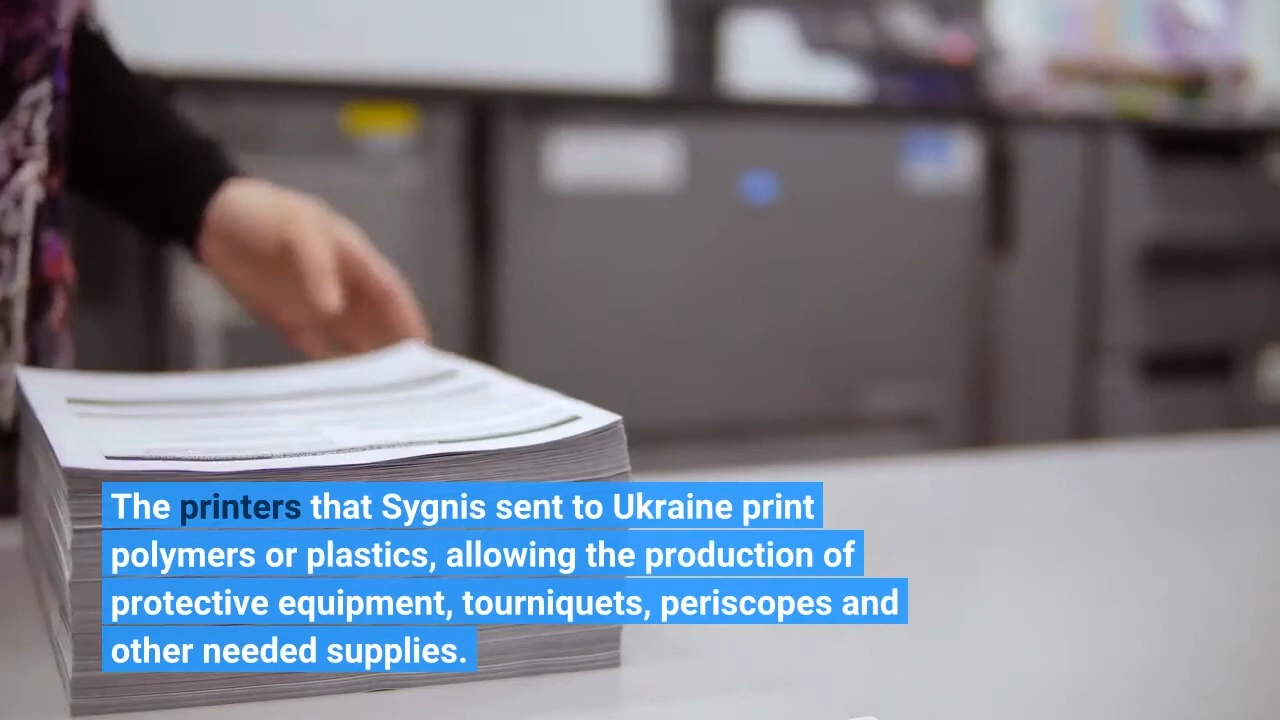 The printers that Sygnis sent to Ukraine print
polymers or plastics, allowing the production of
protective equipment, tourniquets, periscopes and
other needed supplies.